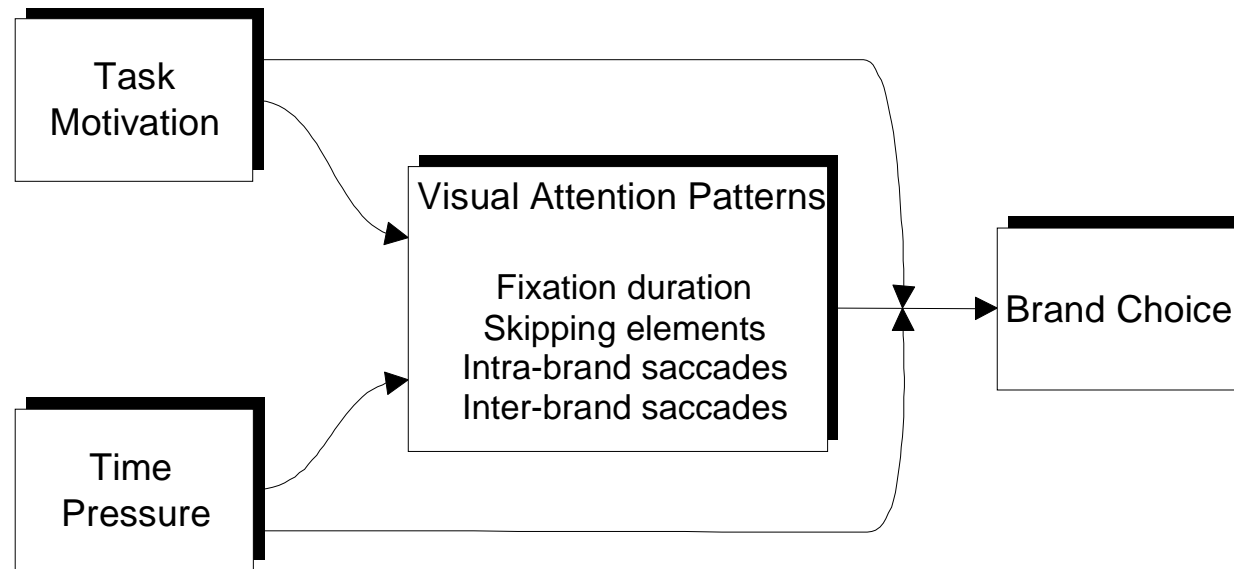 Task
Motivation
Visual Attention Patterns
Fixation duration
Skipping elements
Intra-brand saccades
Inter-brand saccades
Brand Choice
Time
Pressure